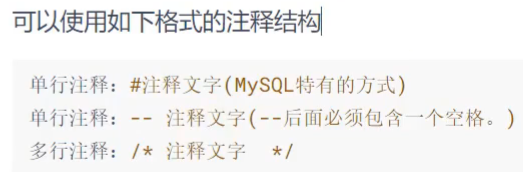 可以使用如下格式的注释结构
单行注释：#注释文字(MySQL特有的方式)
单行注释：-- 注释文字(--后面必须包含一个空格。)
多行注释：/* 注释文字  */